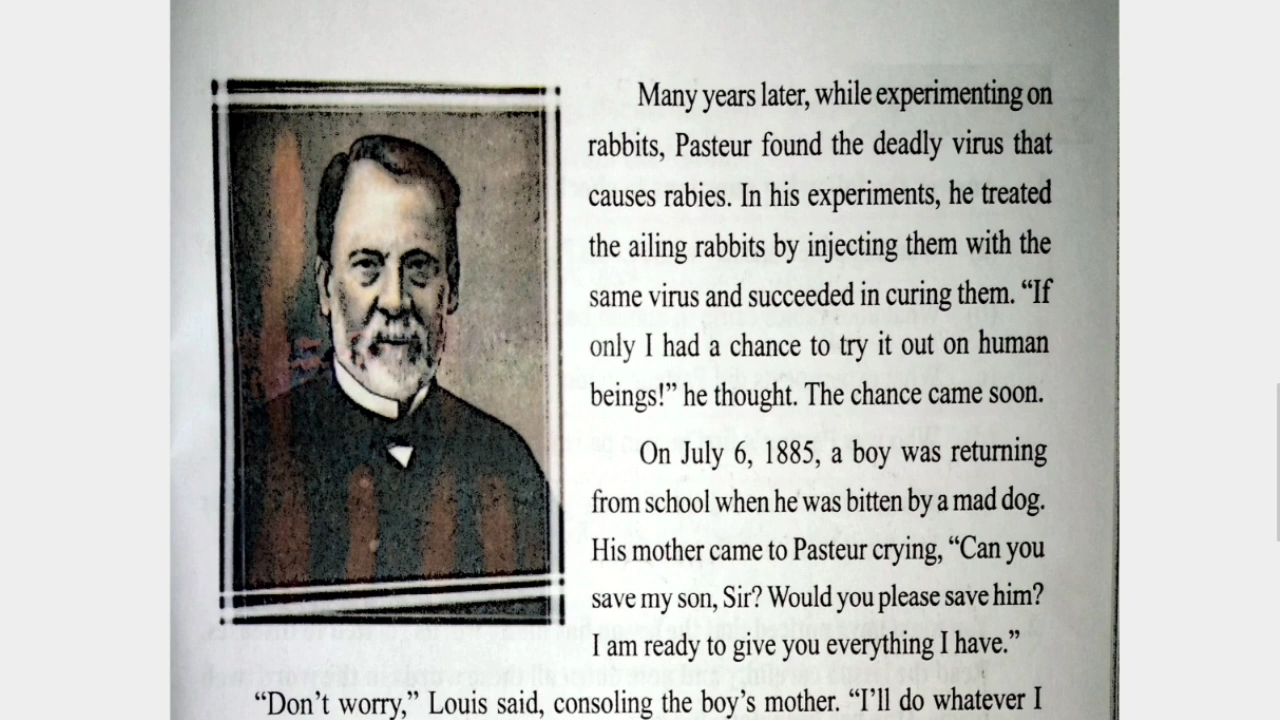 Many years later, while experimenting on
rabbits, Pasteur found the deadly virus that
causes rabies. In his experiments, he treated
the ailing rabbits by injecting them with the
same virus and succeeded in curing them. “If
only I had a chance to try it out on human
beings!” he thought. The chance came soon.
On July 6, 1885, a boy was returning
from school when he was bitten by a mad dog.
His mother came to Pasteur crying, “Can you
save my son, Sir? Would you please save him?
I am ready to give you everything I have.”
“Don’t worry,” Louis said, consoling the boy’s mother. “I’ll do whatever I